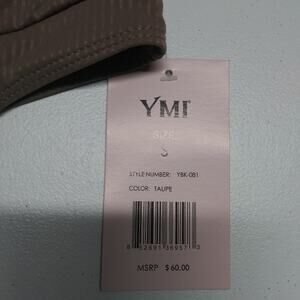 YMI
SIZE
S
STYLE NUMBER: YBK-081
COLOR: TAUPE
MSRP $60.00